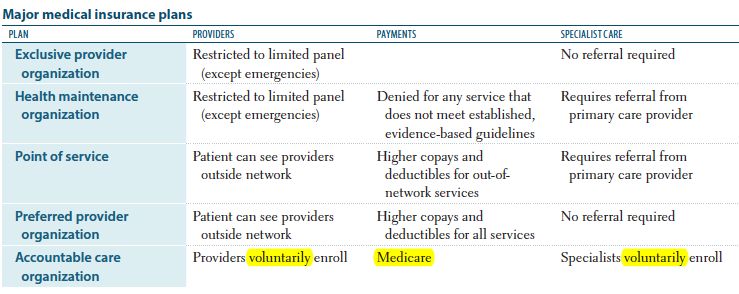 Major medical insurance plans
PLAN PROVIDERS PAYMENTS SPECIALIST CARE
Exclusive provider Restricted to limited panel No referral required
organization (except emergencies)
Health maintenance Restricted to limited panel Denied for any service that Requires referral from
organization (except emergencies) does not meet established, primary care provider
evidence-based guidelines
Point of service Patient can see providers Higher copays and Requires referral from
outside network deductibles for out-of- primary care provider
network services
Preferred provider Patient can see providers Higher copays and No referral required
organization outside network deductibles for all services
Accountable care Providers voluntarily enroll Medicare Specialists voluntarily enroll
organization